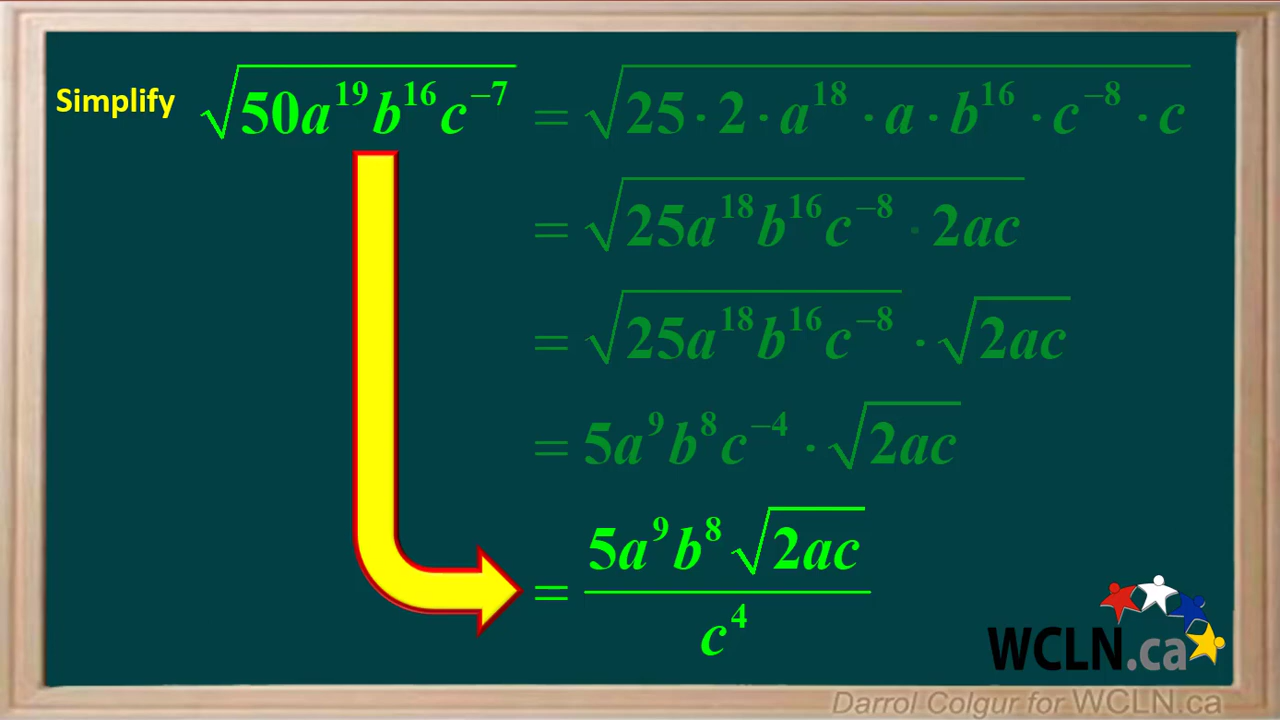 Simplify √(50a¹⁹b¹⁶c⁻⁷) = √(25 · 2 · a¹⁸ · a · b¹⁶ · c⁻⁸ · c)
= √(25a¹⁸b¹⁶c⁻⁸ · 2ac)
= √(25a¹⁸b¹⁶c⁻⁸) · √(2ac)
= 5a⁹b⁸c⁻⁴ · √(2ac)
= 5a⁹b⁸√(2ac) / c⁴
WCLN.ca
Darrol Colgur for WCLN.ca